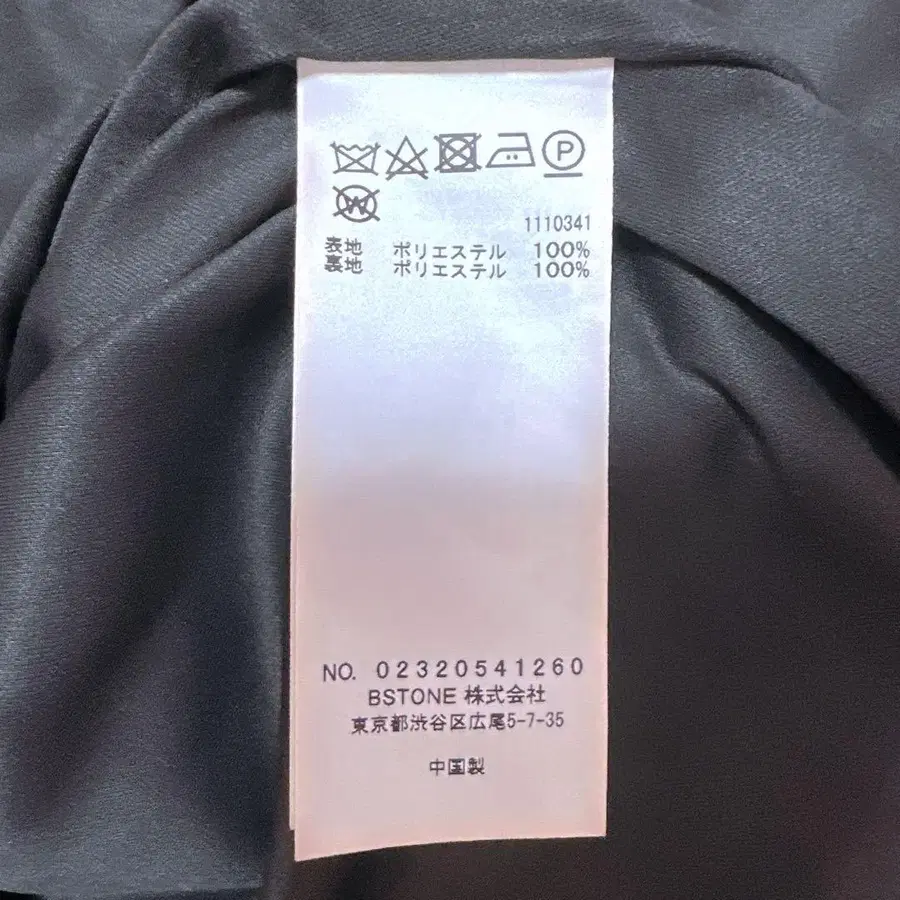 P
W
1110341
表地 ポリエステル 100%
裏地 ポリエステル 100%
NO. 02320541260
BSTONE 株式会社
東京都渋谷区広尾5-7-35
中国製